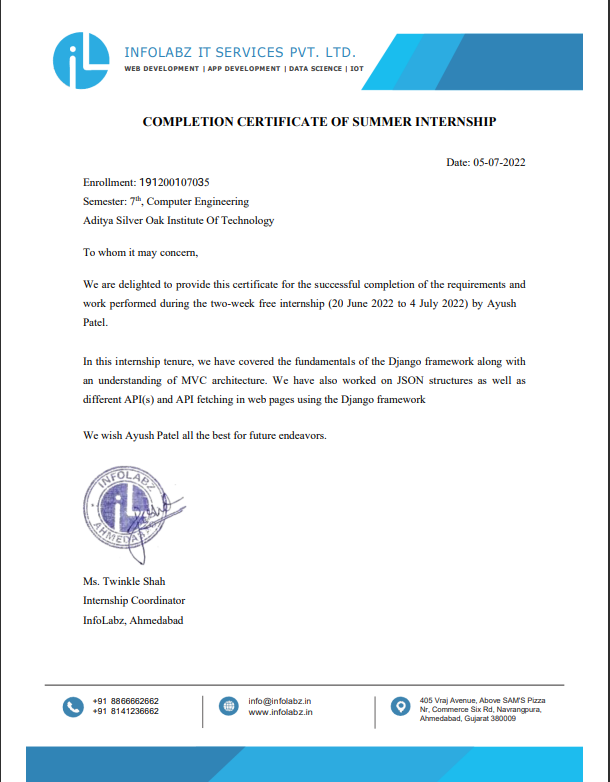 INFOLABZ IT SERVICES PVT. LTD.
WEB DEVELOPMENT | APP DEVELOPMENT | DATA SCIENCE | IOT
COMPLETION CERTIFICATE OF SUMMER INTERNSHIP
Date: 05-07-2022
Enrollment: 191200107035
Semester: 7th, Computer Engineering
Aditya Silver Oak Institute Of Technology
To whom it may concern,
We are delighted to provide this certificate for the successful completion of the requirements and
work performed during the two-week free internship (20 June 2022 to 4 July 2022) by Ayush
Patel.
In this internship tenure, we have covered the fundamentals of the Django framework along with
an understanding of MVC architecture. We have also worked on JSON structures as well as
different API(s) and API fetching in web pages using the Django framework
We wish Ayush Patel all the best for future endeavors.
INFOLABZ
Ms. Twinkle Shah
Internship Coordinator
InfoLabz, Ahmedabad
+91 8866662662
+91 8141236662
info@infolabz.in
www.infolabz.in
405 Vraj Avenue, Above SAM'S Pizza
Nr, Commerce Six Rd, Navrangpura,
Ahmedabad, Gujarat 380009